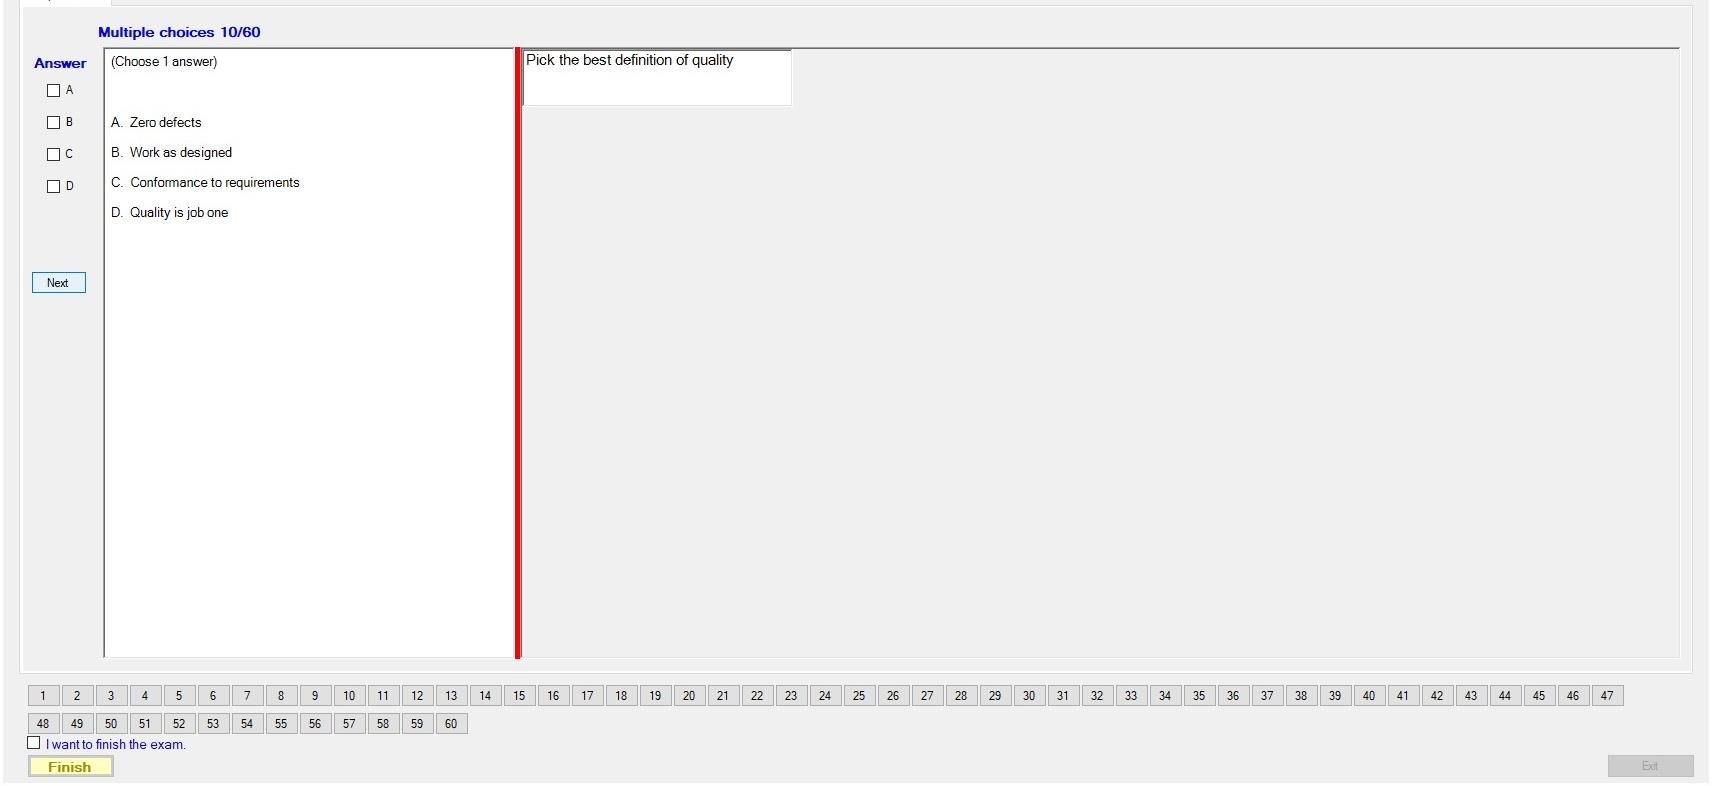 Multiple choices 10/60
Answer
A
B
C
D
Next
(Choose 1 answer)
A. Zero defects
B. Work as designed
C. Conformance to requirements
D. Quality is job one
Pick the best definition of quality
1 2 3 4 5 6 7 8 9 10 11 12 13 14 15 16 17 18 19 20 21 22 23 24 25 26 27 28 29 30 31 32 33 34 35 36 37 38 39 40 41 42 43 44 45 46 47
48 49 50 51 52 53 54 55 56 57 58 59 60
I want to finish the exam.
Finish
Exit